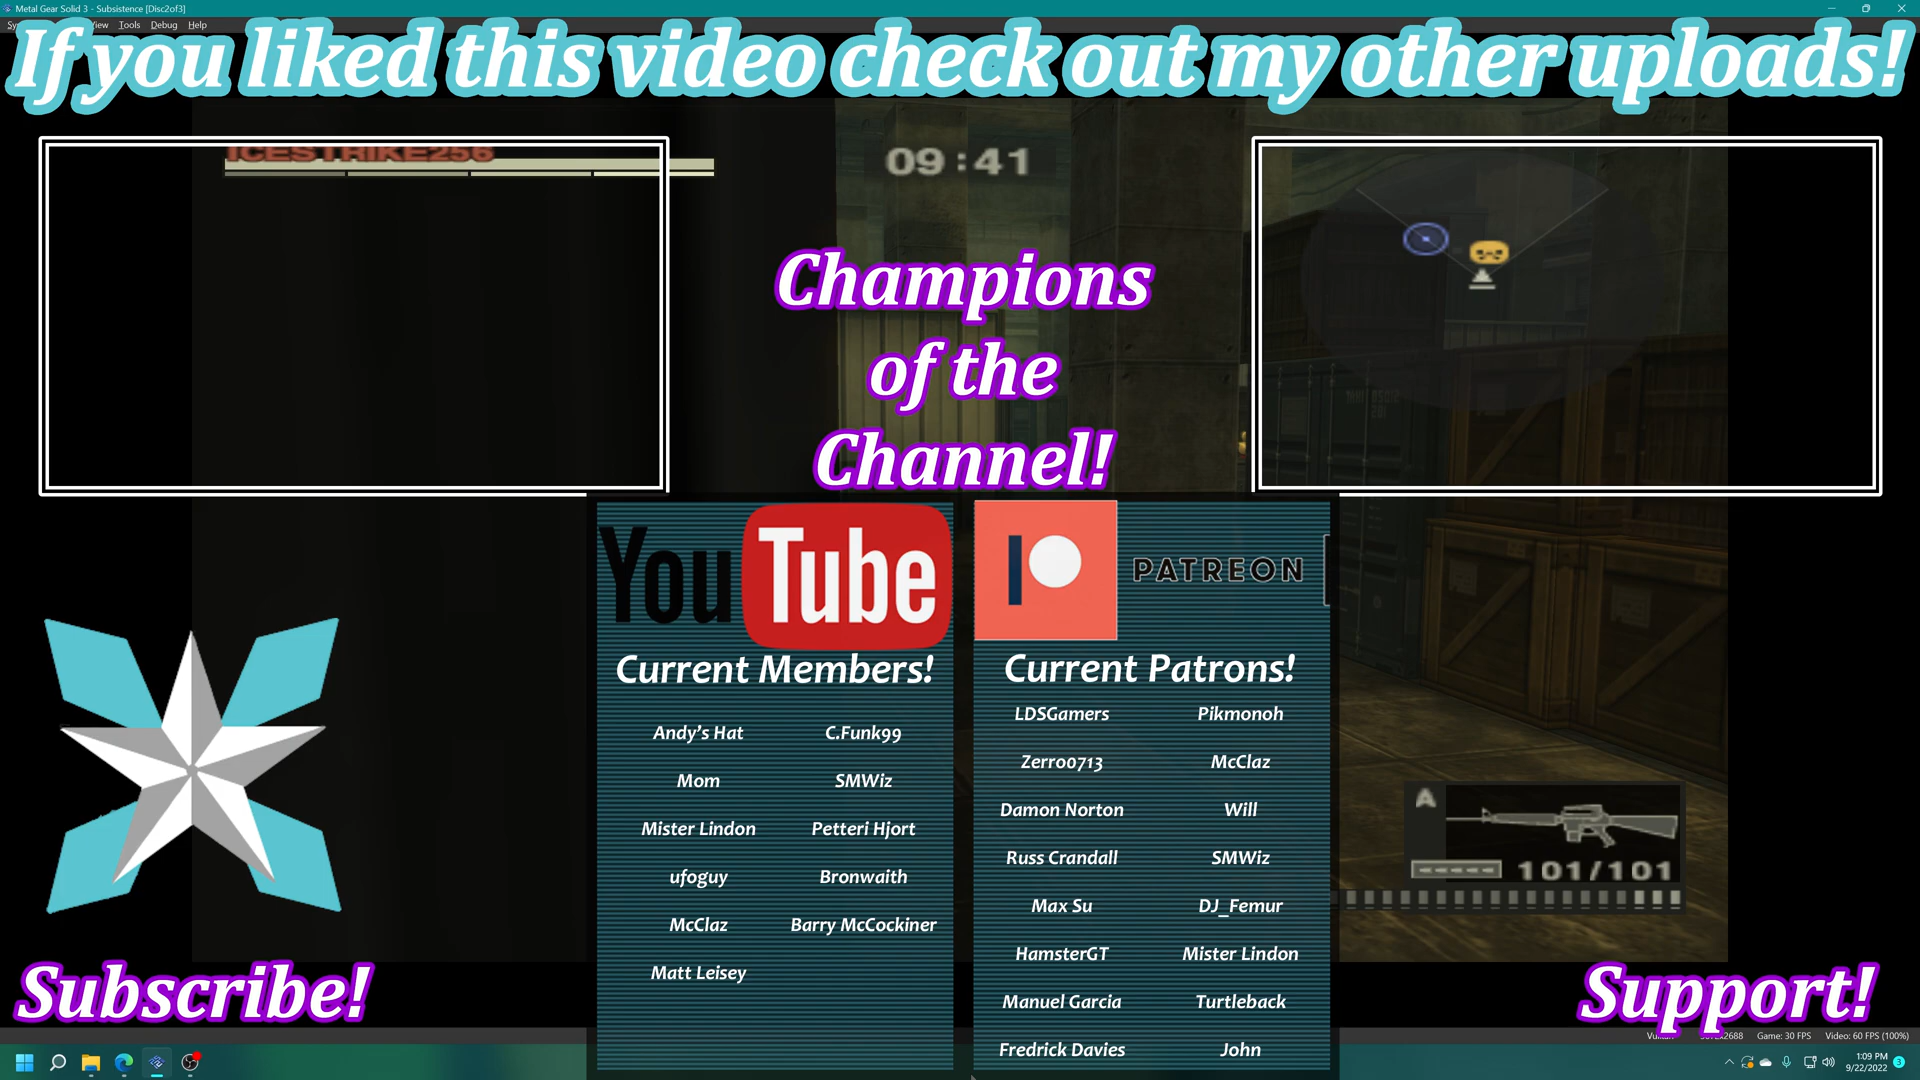 Metal Gear Solid 3 - Subsistence [Disc2of3]
View Tools Debug Help
If you liked this video check out my other uploads!
ICESTRIKE256
09:41
Champions
of the
Channel!
YouTube
PATREON
Current Members!
Current Patrons!
Andy's Hat C.Funk99
Mom SMWiz
Mister Lindon Petteri Hjort
ufoguy Bronwaith
McClaz Barry McCockiner
Matt Leisey
LDSGamers Pikmonoh
Zerro0713 McClaz
Damon Norton Will
Russ Crandall SMWiz
Max Su DJ_Femur
HamsterGT Mister Lindon
Manuel Garcia Turtleback
Fredrick Davies John
A
101/101
Subscribe!
Support!
Game: 30 FPS Video: 60 FPS (100%)
1:09 PM
9/22/2022
3